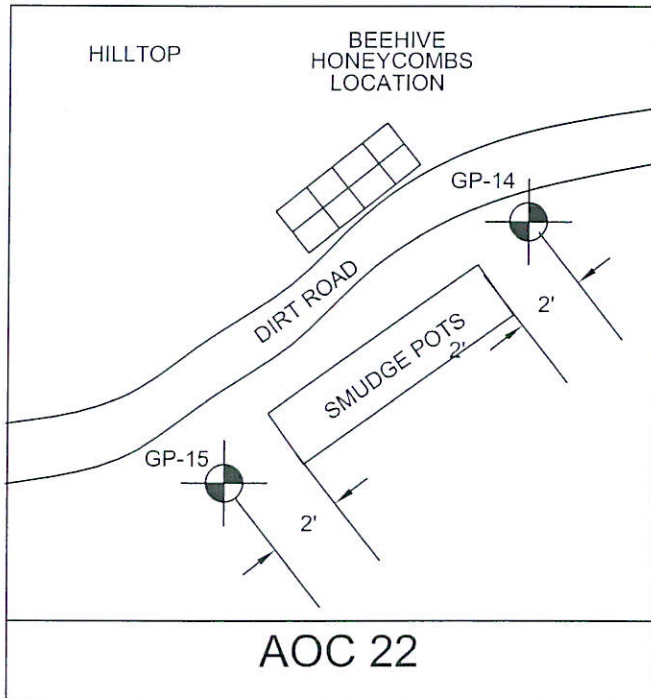 HILLTOP
BEEHIVE
HONEYCOMBS
LOCATION
GP-14
DIRT ROAD
2'
SMUDGE POTS
2'
GP-15
2'
AOC 22